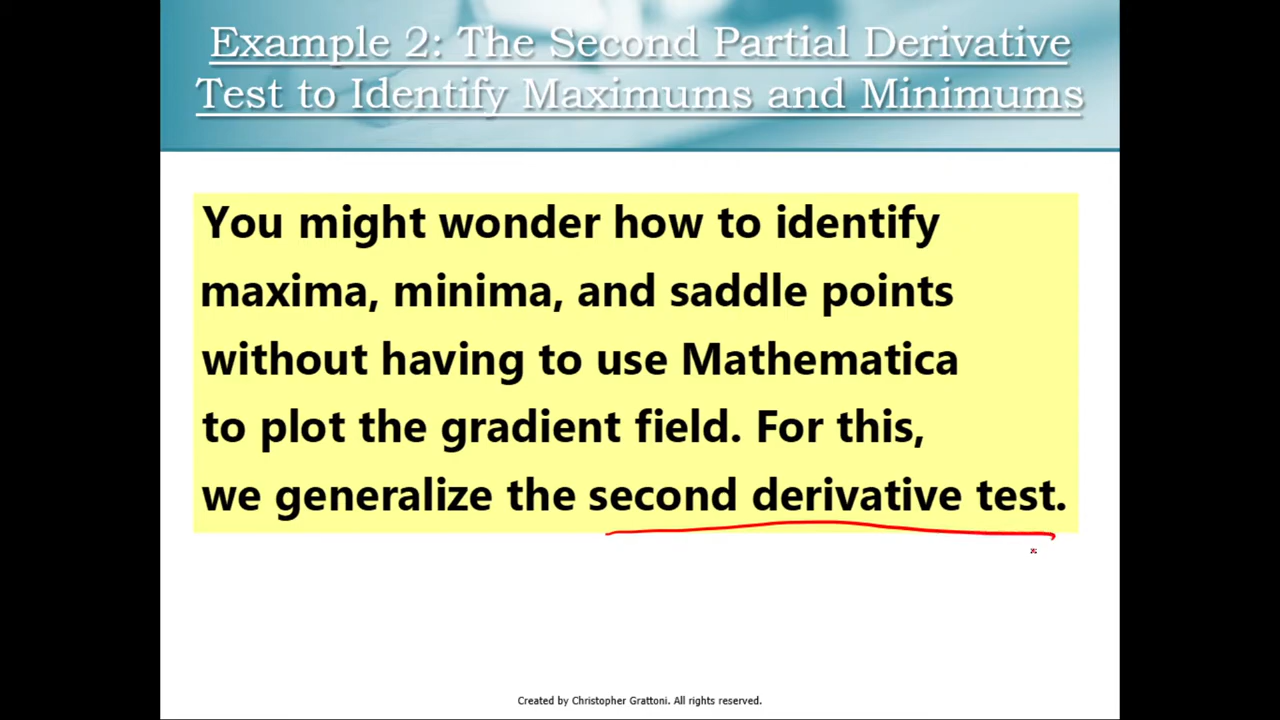 Example 2: The Second Partial Derivative
Test to Identify Maximums and Minimums
You might wonder how to identify
maxima, minima, and saddle points
without having to use Mathematica
to plot the gradient field. For this,
we generalize the second derivative test.
Created by Christopher Grattoni. All rights reserved.